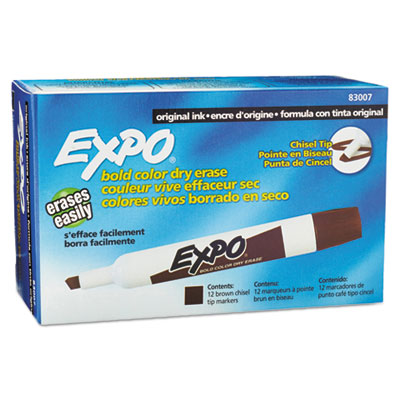 83007
original ink • encre d'origine • formula con tinta original
EXPO®
bold color dry erase
couleur vive effaceur sec
colores vivos borrado en seco
Chisel Tip
Pointe en Biseau
Punta de Cincel
erases
easily
s'efface facilement
borra facilmente
EXPO
BOLD COLOR DRY ERASE
Contents:
12 brown chisel
tip markers
Contenu:
12 marqueurs à pointe
brun en biseau
Contenido:
12 marcadores de
punto cafe tipo cincel